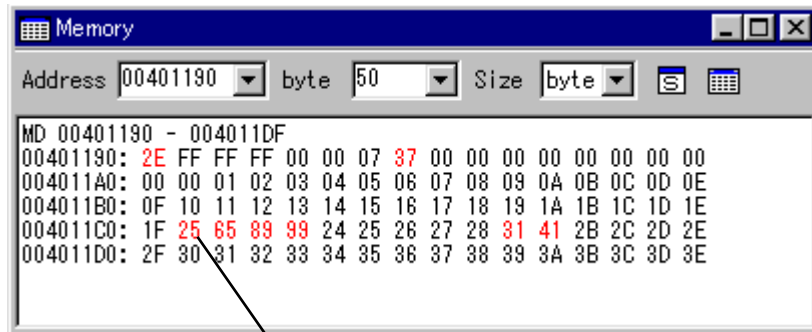 Memory
Address 00401190 byte 50 Size byte S
MD 00401190 - 004011DF
00401190: 2E FF FF FF 00 00 07 37 00 00 00 00 00 00 00 00
004011A0: 00 00 01 02 03 04 05 06 07 08 09 0A 0B 0C 0D 0E
004011B0: 0F 10 11 12 13 14 15 16 17 18 19 1A 1B 1C 1D 1E
004011C0: 1F 25 65 89 99 24 25 26 27 28 31 41 2B 2C 2D 2E
004011D0: 2F 30 31 32 33 34 35 36 37 38 39 3A 3B 3C 3D 3E